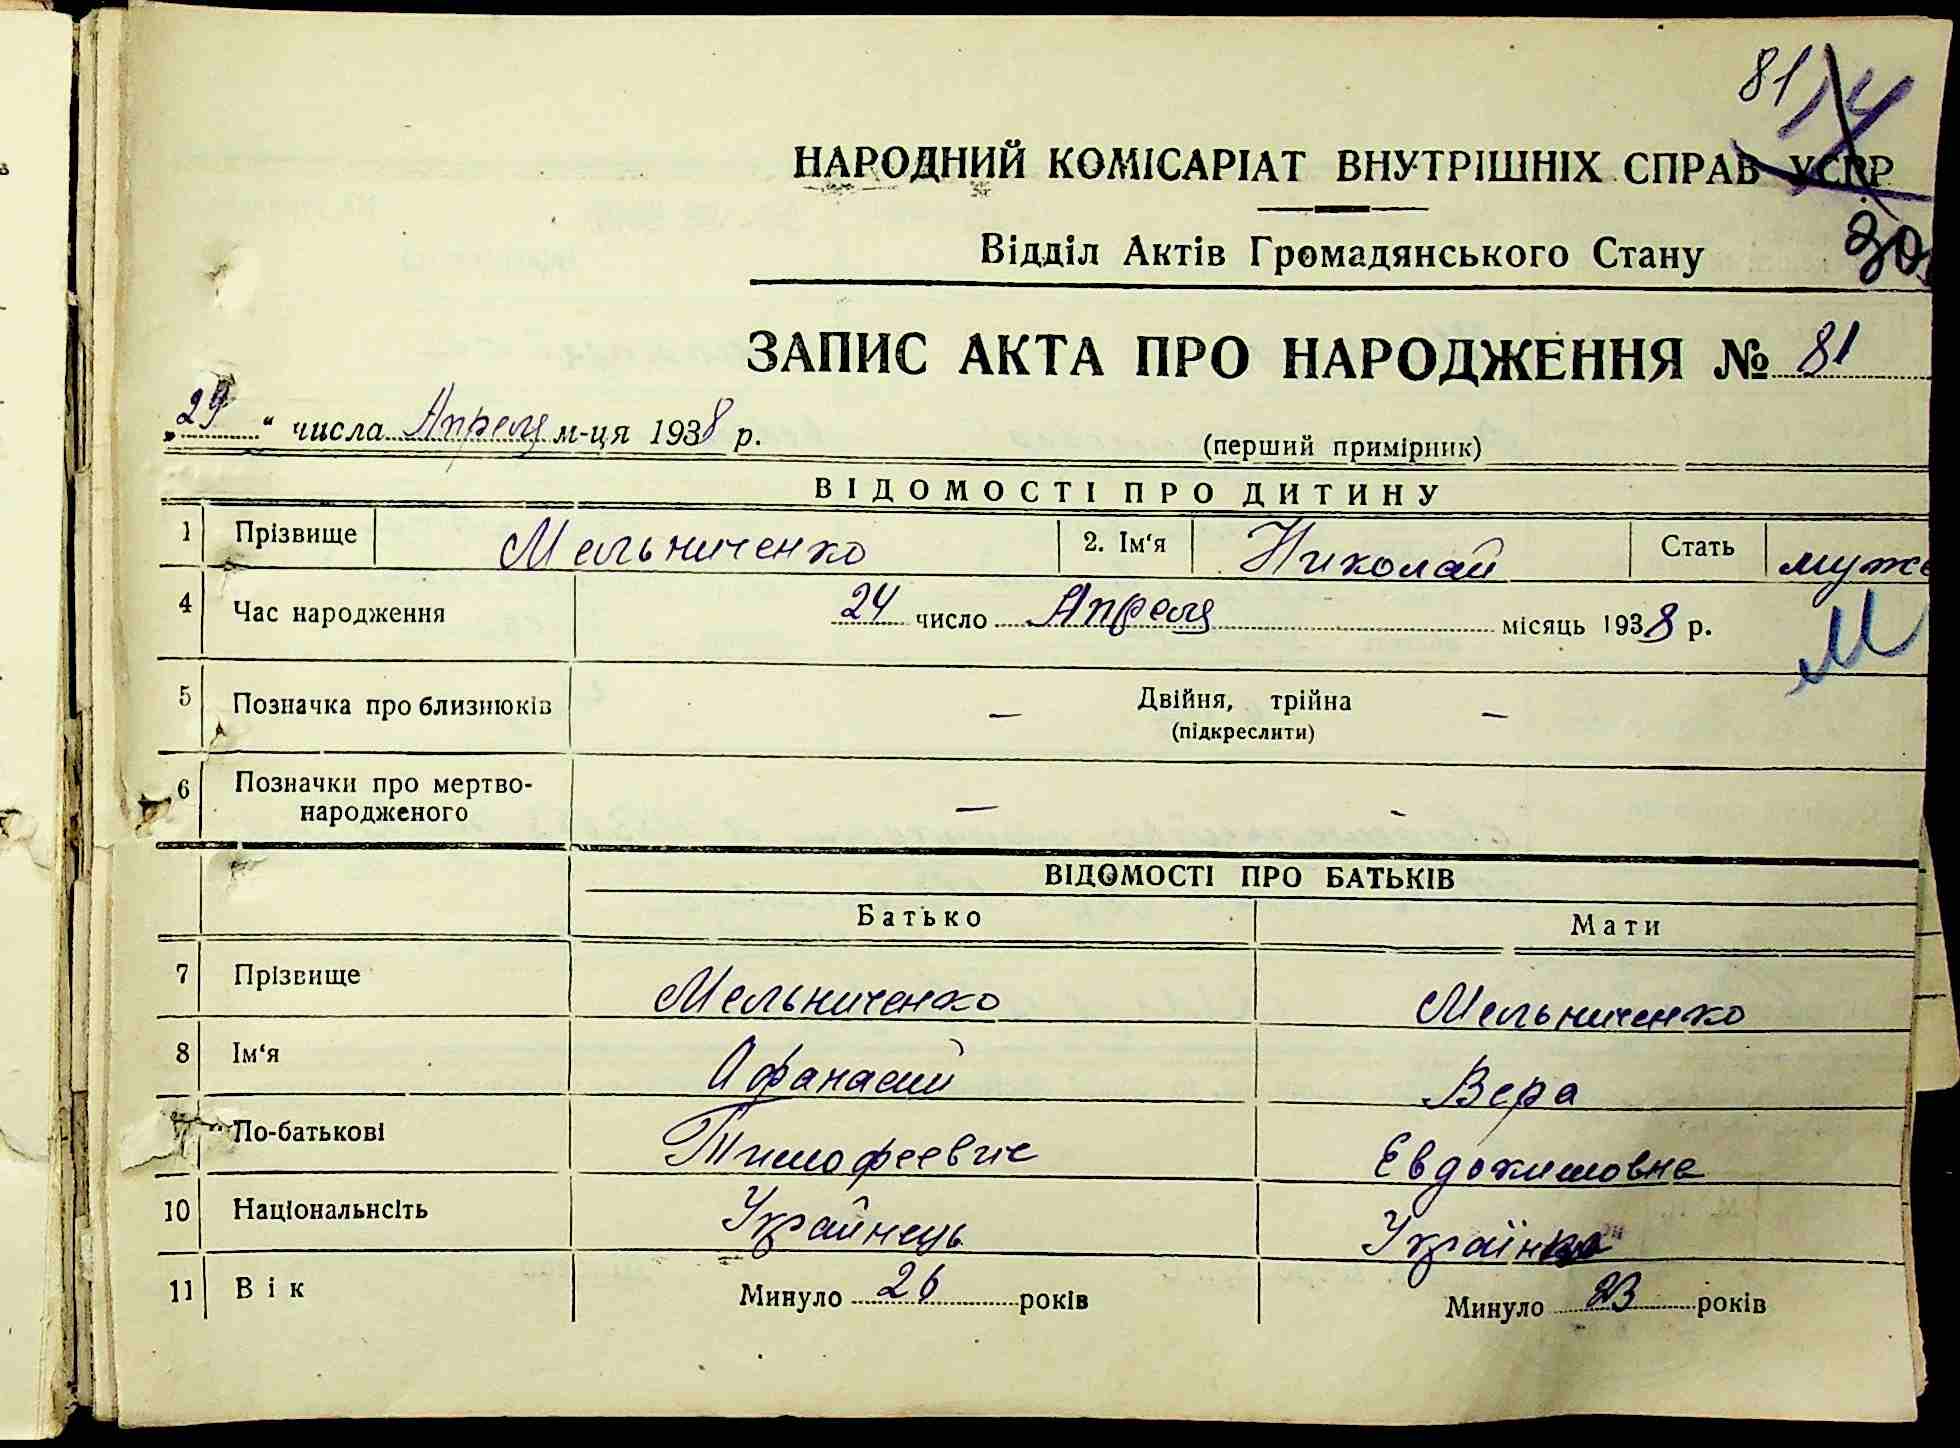 81 14
НАРОДНИЙ КОМІСАРІАТ ВНУТРІШНІХ СПРАВ УСРР
Відділ Актів Громадянського Стану
ЗАПИС АКТА ПРО НАРОДЖЕННЯ № 81
„29“ числа Апреля м-ця 1938 р.
(перший примірник)
ВІДОМОСТІ ПРО ДИТИНУ
1 Прізвище Мельниченко 2. Ім'я Николай Стать муж
4 Час народження 24 число Апреля місяць 1938 р.
М
5 Позначка про близнюків — Двійня, трійна —
(підкреслити)
6 Позначки про мертво-
народженого — -
ВІДОМОСТІ ПРО БАТЬКІВ
Батько Мати
7 Прізвище Мельниченко Мельниченко
8 Ім'я Афанасий Вера
По-батькові Тимофеевич Евдокимовна
10 Національнсіть Украйнець Українка
11 Вік Минуло 26 років Минуло 23 років